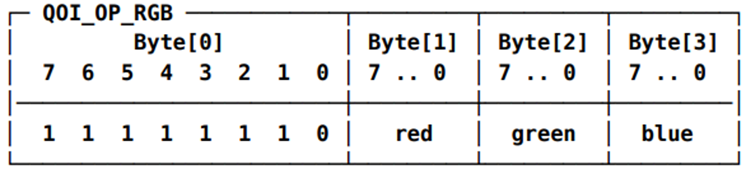 QOI_OP_RGB
Byte[0] Byte[1] Byte[2] Byte[3]
7 6 5 4 3 2 1 0 7 .. 0 7 .. 0 7 .. 0
1 1 1 1 1 1 1 0 red green blue